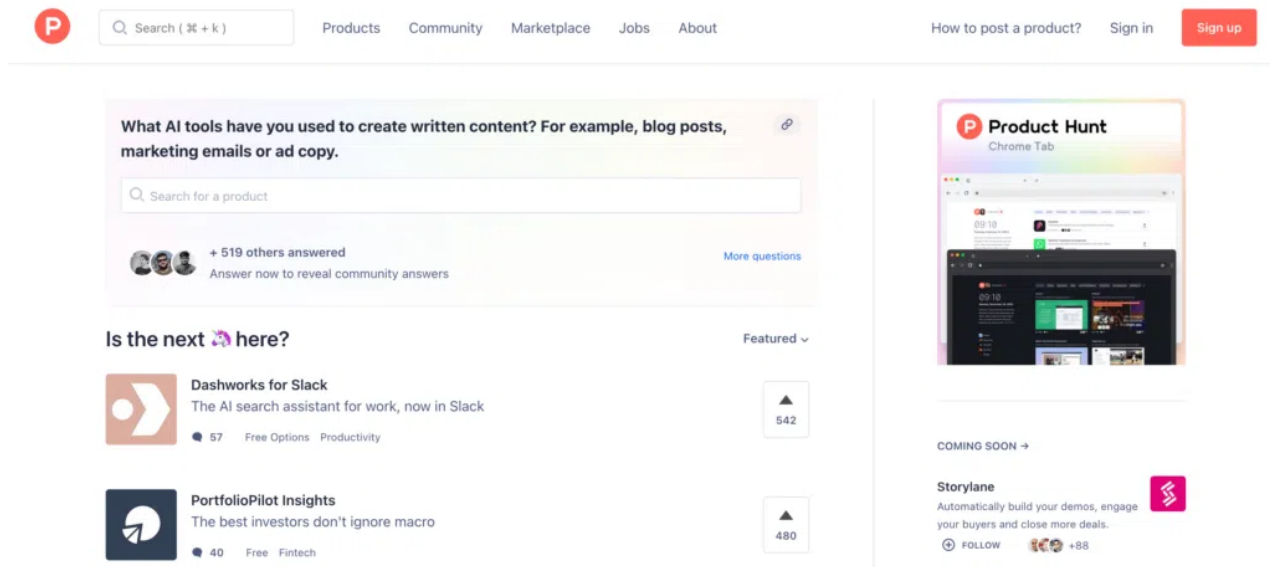 P
Search ( ⌘ + k )
Products
Community
Marketplace
Jobs
About
How to post a product?
Sign in
Sign up
What AI tools have you used to create written content? For example, blog posts,
marketing emails or ad copy.
Search for a product
+ 519 others answered
Answer now to reveal community answers
More questions
Is the next 🦄 here?
Featured
Dashworks for Slack
The AI search assistant for work, now in Slack
57 Free Options Productivity
542
PortfolioPilot Insights
The best investors don't ignore macro
40 Free Fintech
480
P Product Hunt
Chrome Tab
09:10
09:10
COMING SOON →
Storylane
Automatically build your demos, engage
your buyers and close more deals.
FOLLOW +88